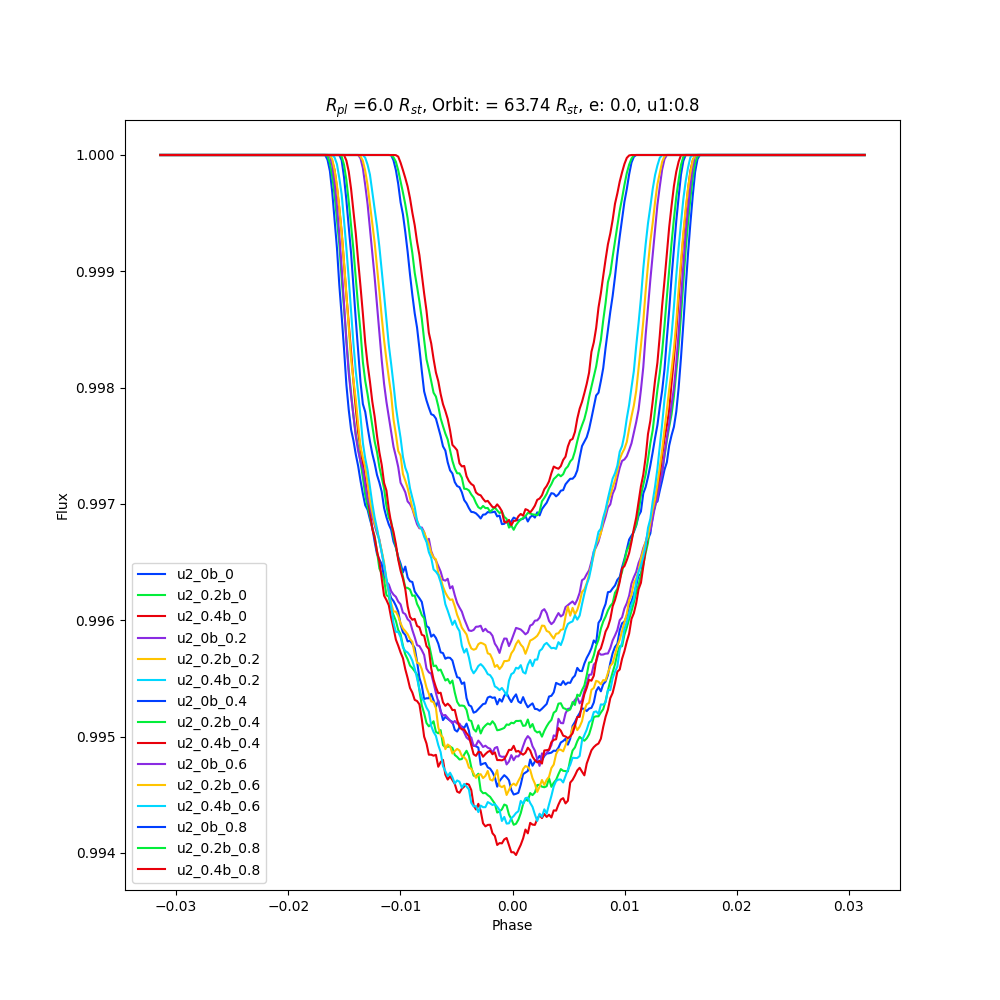 R_pl =6.0 R_st, Orbit: = 63.74 R_st, e: 0.0, u1:0.8
1.000
0.999
0.998
0.997
0.996
0.995
0.994
Flux
u2_0b_0
u2_0.2b_0
u2_0.4b_0
u2_0b_0.2
u2_0.2b_0.2
u2_0.4b_0.2
u2_0b_0.4
u2_0.2b_0.4
u2_0.4b_0.4
u2_0b_0.6
u2_0.2b_0.6
u2_0.4b_0.6
u2_0b_0.8
u2_0.2b_0.8
u2_0.4b_0.8
−0.03 −0.02 −0.01 0.00 0.01 0.02 0.03
Phase